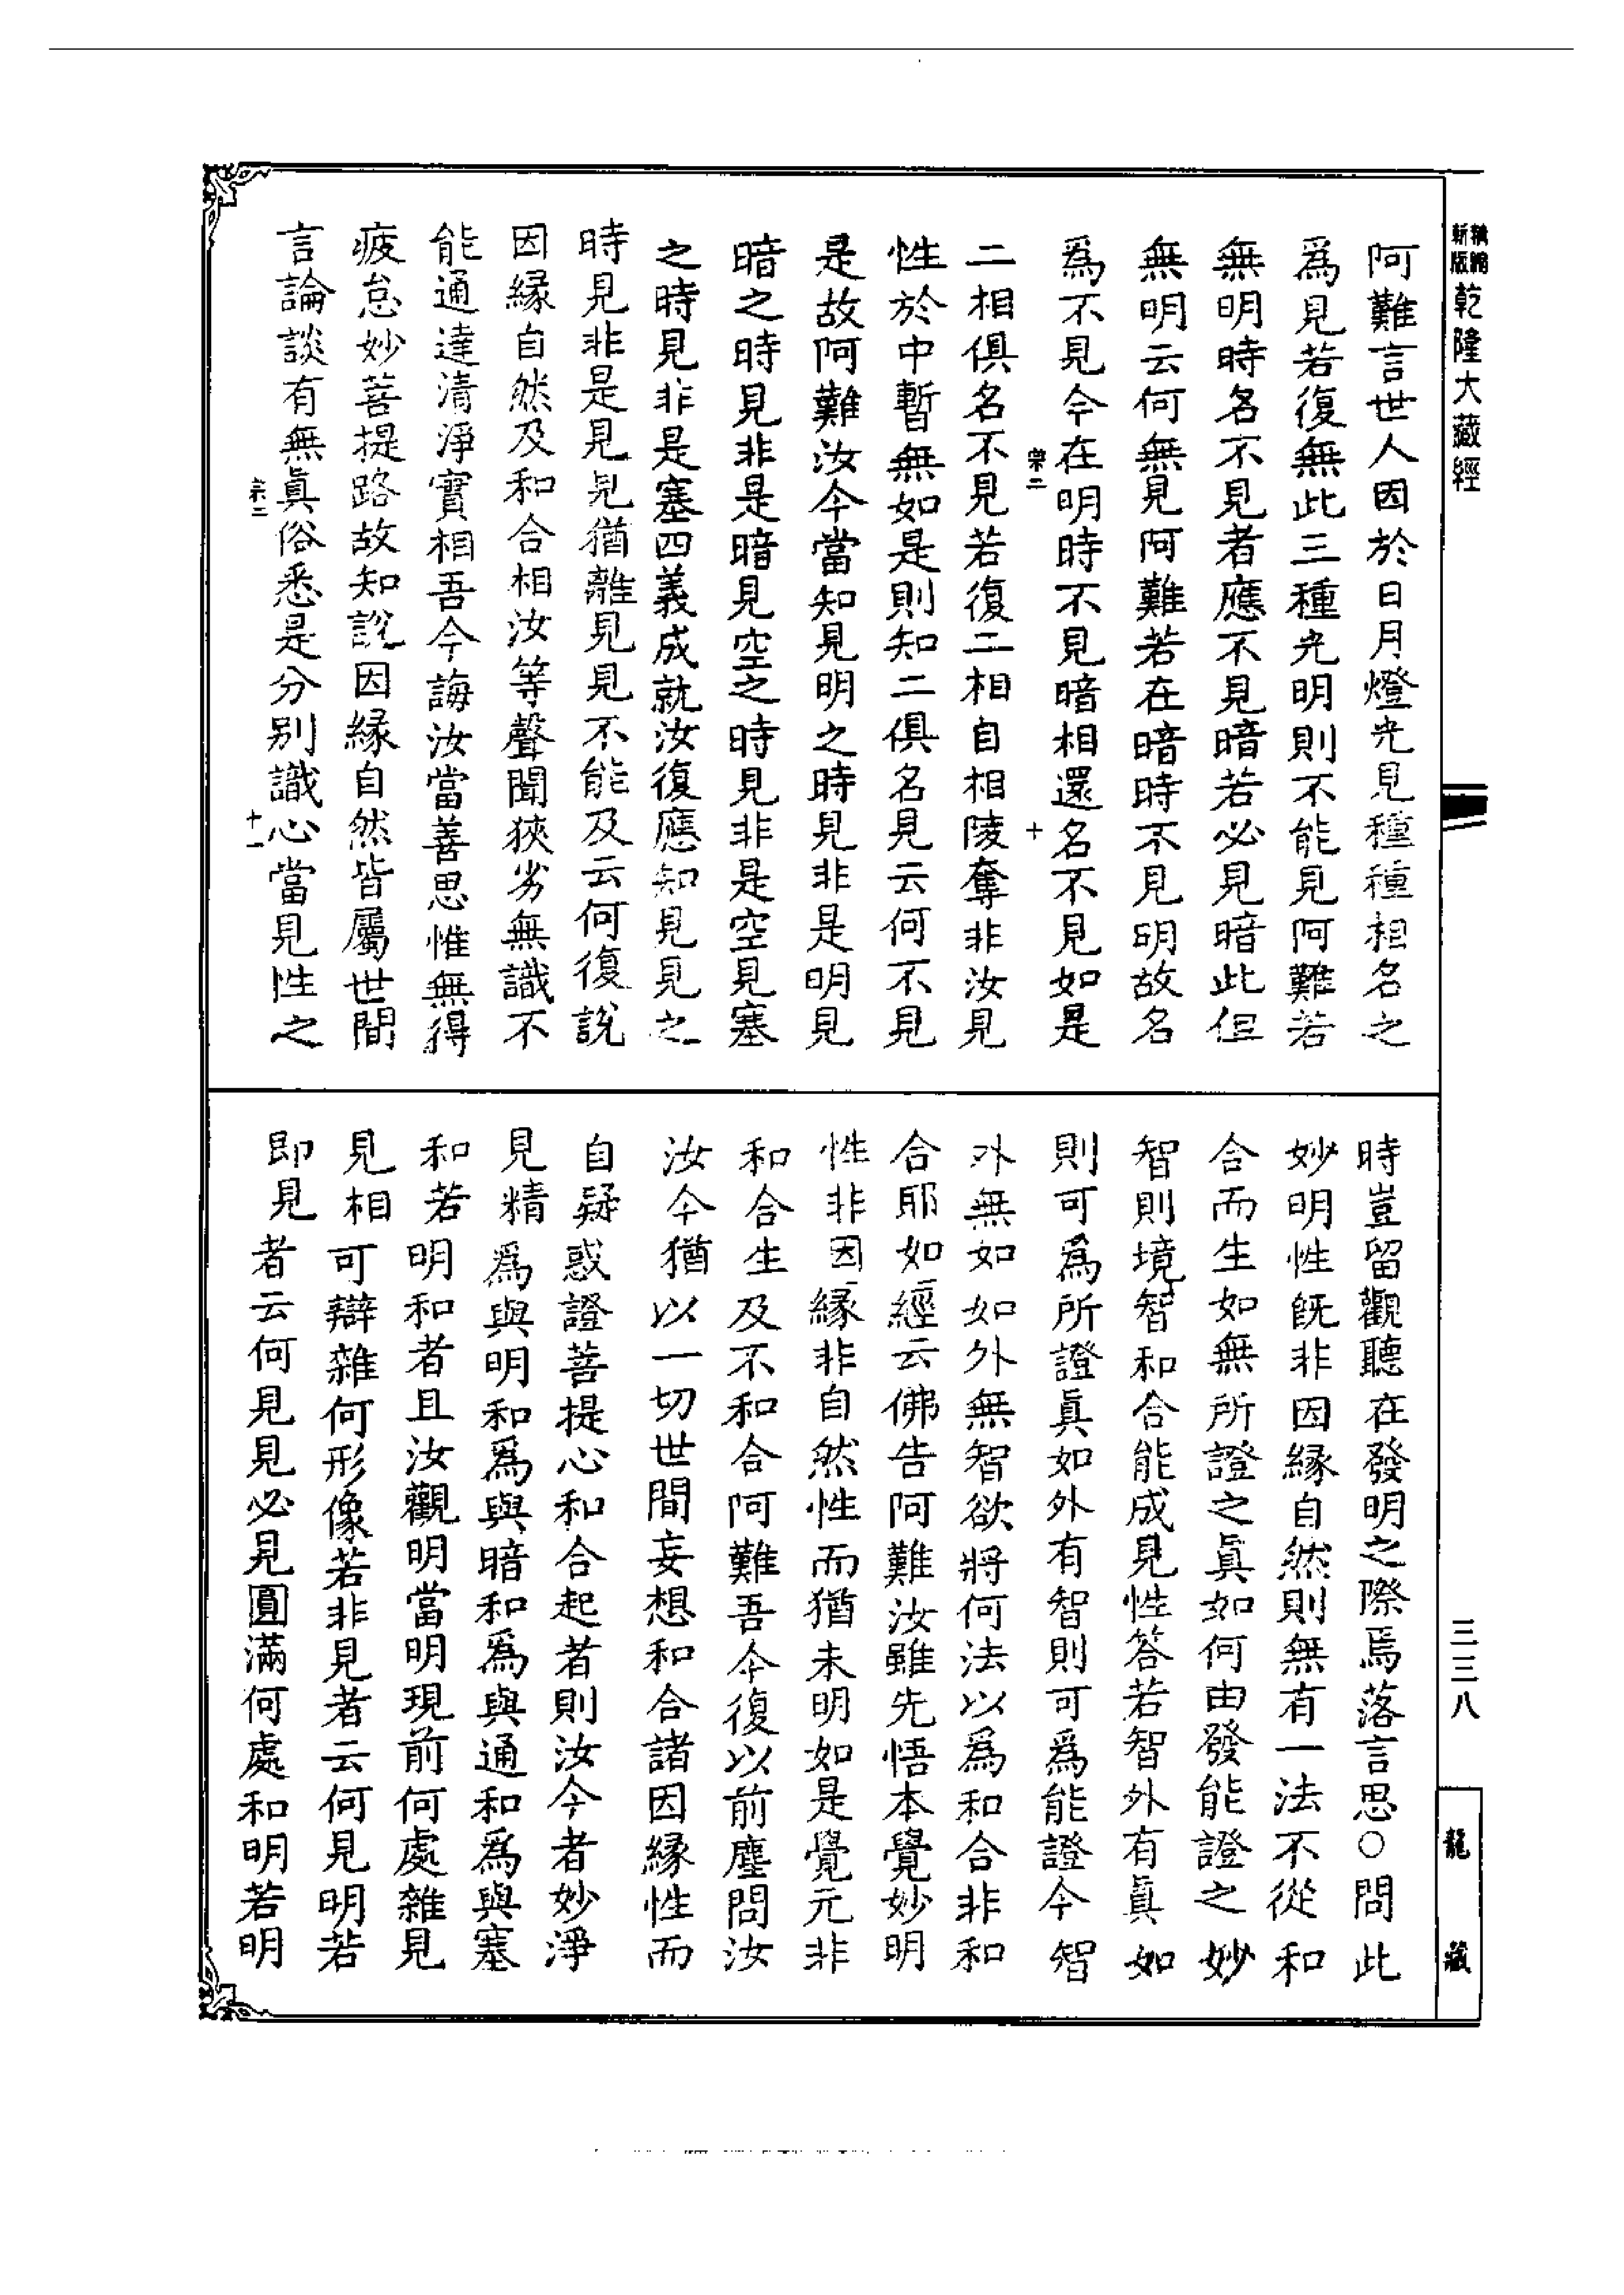 精縮
新版
乾隆大藏經
三三八
龍藏
阿難言世人因於日月燈光見種種相名之
爲見若復無此三種光明則不能見阿難若
無明時名不見者應不見暗若必見暗此但
無明云何無見阿難若在暗時不見明故名
爲不見今在明時不見暗相還名不見如是
宗二
十
二相俱名不見若復二相自相陵奪非汝見
性於中暫無如是則知二俱名見云何不見
是故阿難汝今當知見明之時見非是明見
暗之時見非是暗見空之時見非是空見塞
之時見非是塞四義成就汝復應知見見之
時見非是見見猶離見見不能及云何復說
因緣自然及和合相汝等聲聞狹劣無識不
能通達清淨實相吾今誨汝當善思惟無得
疲怠妙菩提路故知說因緣自然皆屬世間
言論談有無眞俗悉是分别識心當見性之
宗二
十一
時豈留觀聽在發明之際焉落言思○問此
妙明性旣非因緣自然則無有一法不從和
合而生如無所證之眞如何由發能證之妙
智則境智和合能成見性答若智外有眞如
則可爲所證眞如外有智則可爲能證今智
外無如如外無智欲將何法以爲和合非和
合耶如經云佛告阿難汝雖先悟本覺妙明
性非因緣非自然性而猶未明如是覺元非
和合生及不和合阿難吾今復以前塵問汝
汝今猶以一切世間妄想和合諸因緣性而
自疑惑證菩提心和合起者則汝今者妙淨
見精爲與明和爲與暗和爲與通和爲與塞
和若明和者且汝觀明當明現前何處雜見
見相可辯雜何形像若非見者云何見明若
即見者云何見見必見圓滿何處和明若明